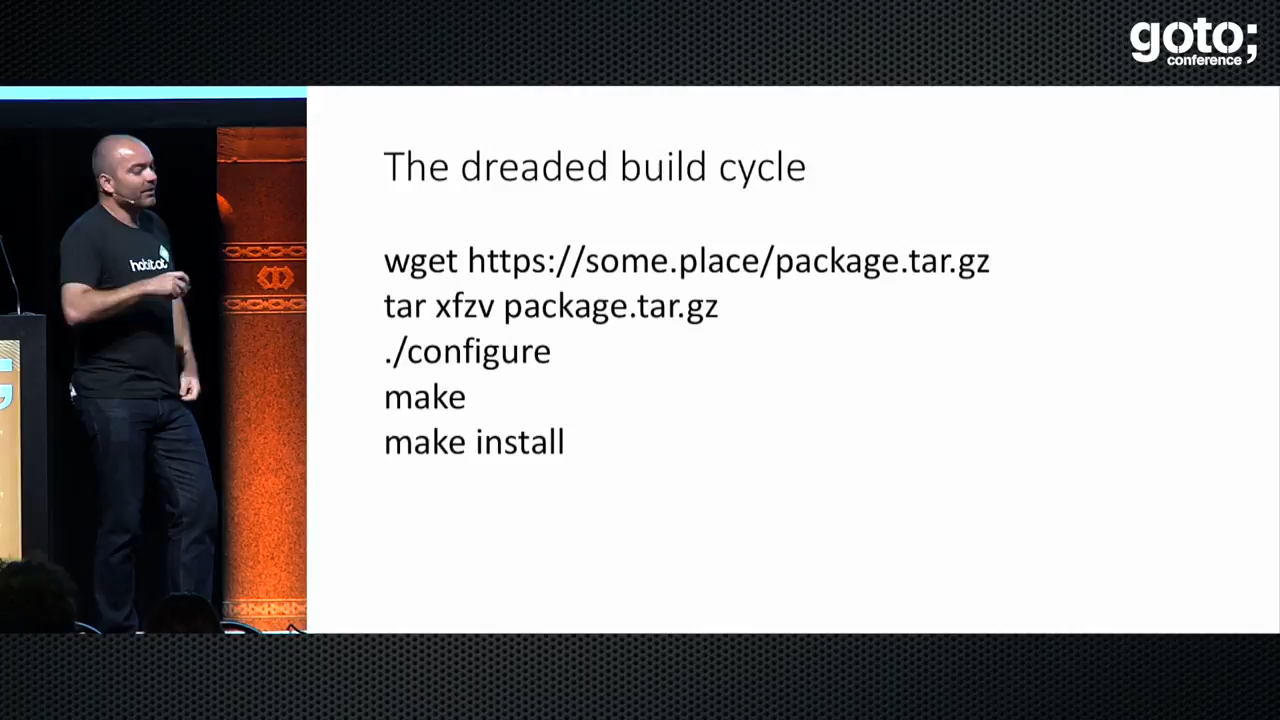 goto;
conference
The dreaded build cycle
wget https://some.place/package.tar.gz
tar xfzv package.tar.gz
./configure
make
make install
habitat